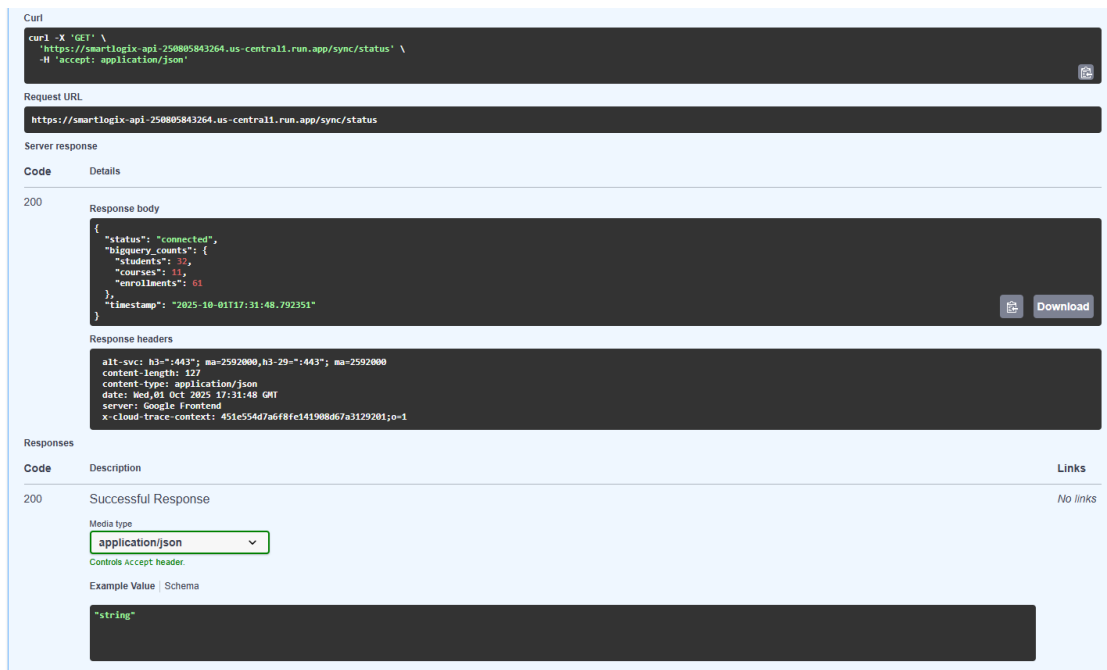 Curl
curl -X 'GET' \
  'https://smartlogix-api-250805843264.us-central1.run.app/sync/status' \
  -H 'accept: application/json'
Request URL
https://smartlogix-api-250805843264.us-central1.run.app/sync/status
Server response
Code Details
200
Response body
{
  "status": "connected",
  "bigquery_counts": {
    "students": 32,
    "courses": 11,
    "enrollments": 61
  },
  "timestamp": "2025-10-01T17:31:48.792351"
}
Download
Response headers
alt-svc: h3=":443"; ma=2592000,h3-29=":443"; ma=2592000
content-length: 127
content-type: application/json
date: Wed,01 Oct 2025 17:31:48 GMT
server: Google Frontend
x-cloud-trace-context: 451e554d7a6f8fe141908d67a3129201;o=1
Responses
Code Description Links
200 Successful Response No links
Media type
application/json
Controls Accept header.
Example Value Schema
"string"